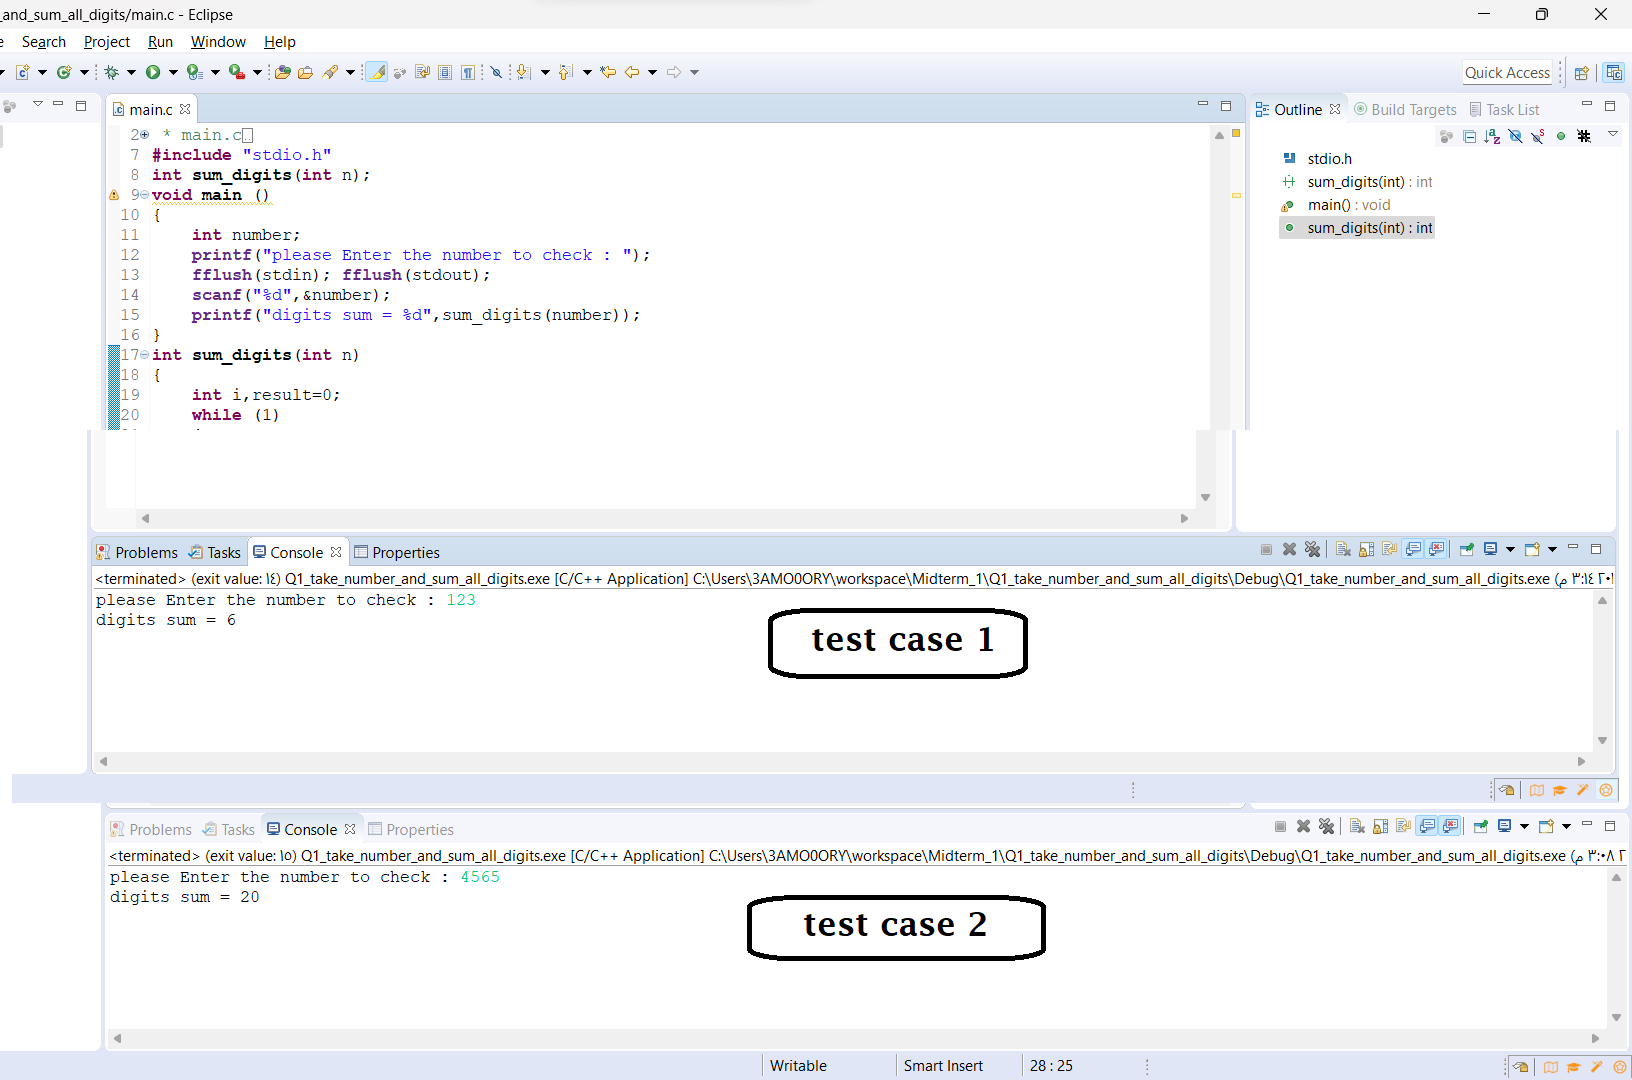 _and_sum_all_digits/main.c - Eclipse
Search Project Run Window Help
Quick Access
main.c
Outline Build Targets Task List
2 * main.c
7 #include "stdio.h"
8 int sum_digits(int n);
9 void main ()
10 {
11 int number;
12 printf("please Enter the number to check : ");
13 fflush(stdin); fflush(stdout);
14 scanf("%d",&number);
15 printf("digits sum = %d",sum_digits(number));
16 }
17 int sum_digits(int n)
18 {
19 int i,result=0;
20 while (1)
stdio.h
sum_digits(int) : int
main() : void
sum_digits(int) : int
Problems Tasks Console Properties
<terminated> (exit value: ١٤) Q1_take_number_and_sum_all_digits.exe [C/C++ Application] C:\Users\3AMO0ORY\workspace\Midterm_1\Q1_take_number_and_sum_all_digits\Debug\Q1_take_number_and_sum_all_digits.exe (م ٣:١٤
please Enter the number to check : 123
digits sum = 6
test case 1
Problems Tasks Console Properties
<terminated> (exit value: ١٥) Q1_take_number_and_sum_all_digits.exe [C/C++ Application] C:\Users\3AMO0ORY\workspace\Midterm_1\Q1_take_number_and_sum_all_digits\Debug\Q1_take_number_and_sum_all_digits.exe (م ٣:٠٨
please Enter the number to check : 4565
digits sum = 20
test case 2
Writable Smart Insert 28 : 25